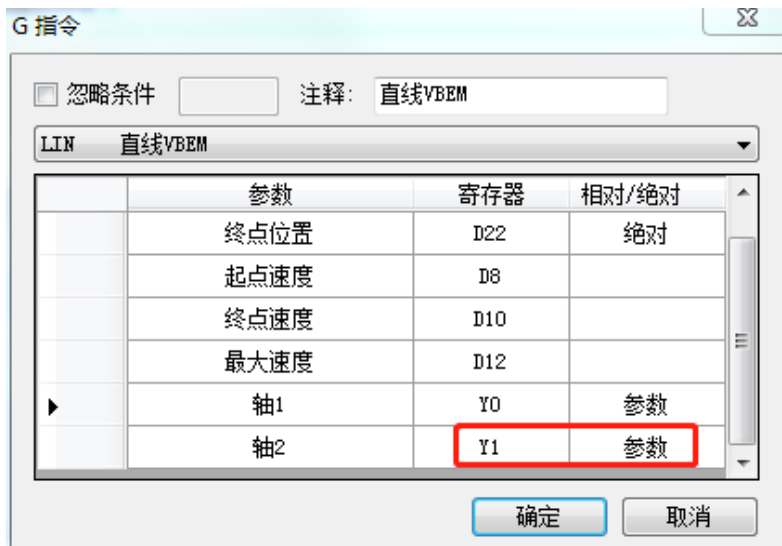 G 指令
忽略条件 注释: 直线VBEM
LIN 直线VBEM
参数 寄存器 相对/绝对
终点位置 D22 绝对
起点速度 D8
终点速度 D10
最大速度 D12
轴1 Y0 参数
轴2 Y1 参数
确定 取消